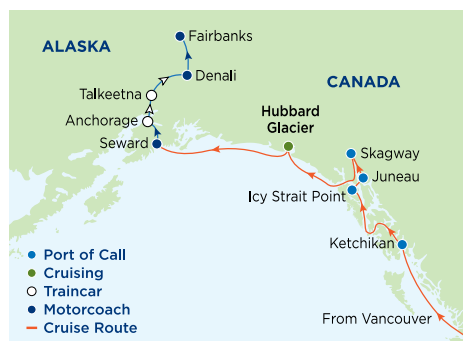 Fairbanks
ALASKA
Denali
CANADA
Talkeetna
Hubbard
Glacier
Anchorage
Seward
Skagway
Juneau
Icy Strait Point
Ketchikan
Port of Call
Cruising
Traincar
Motorcoach
Cruise Route
From Vancouver